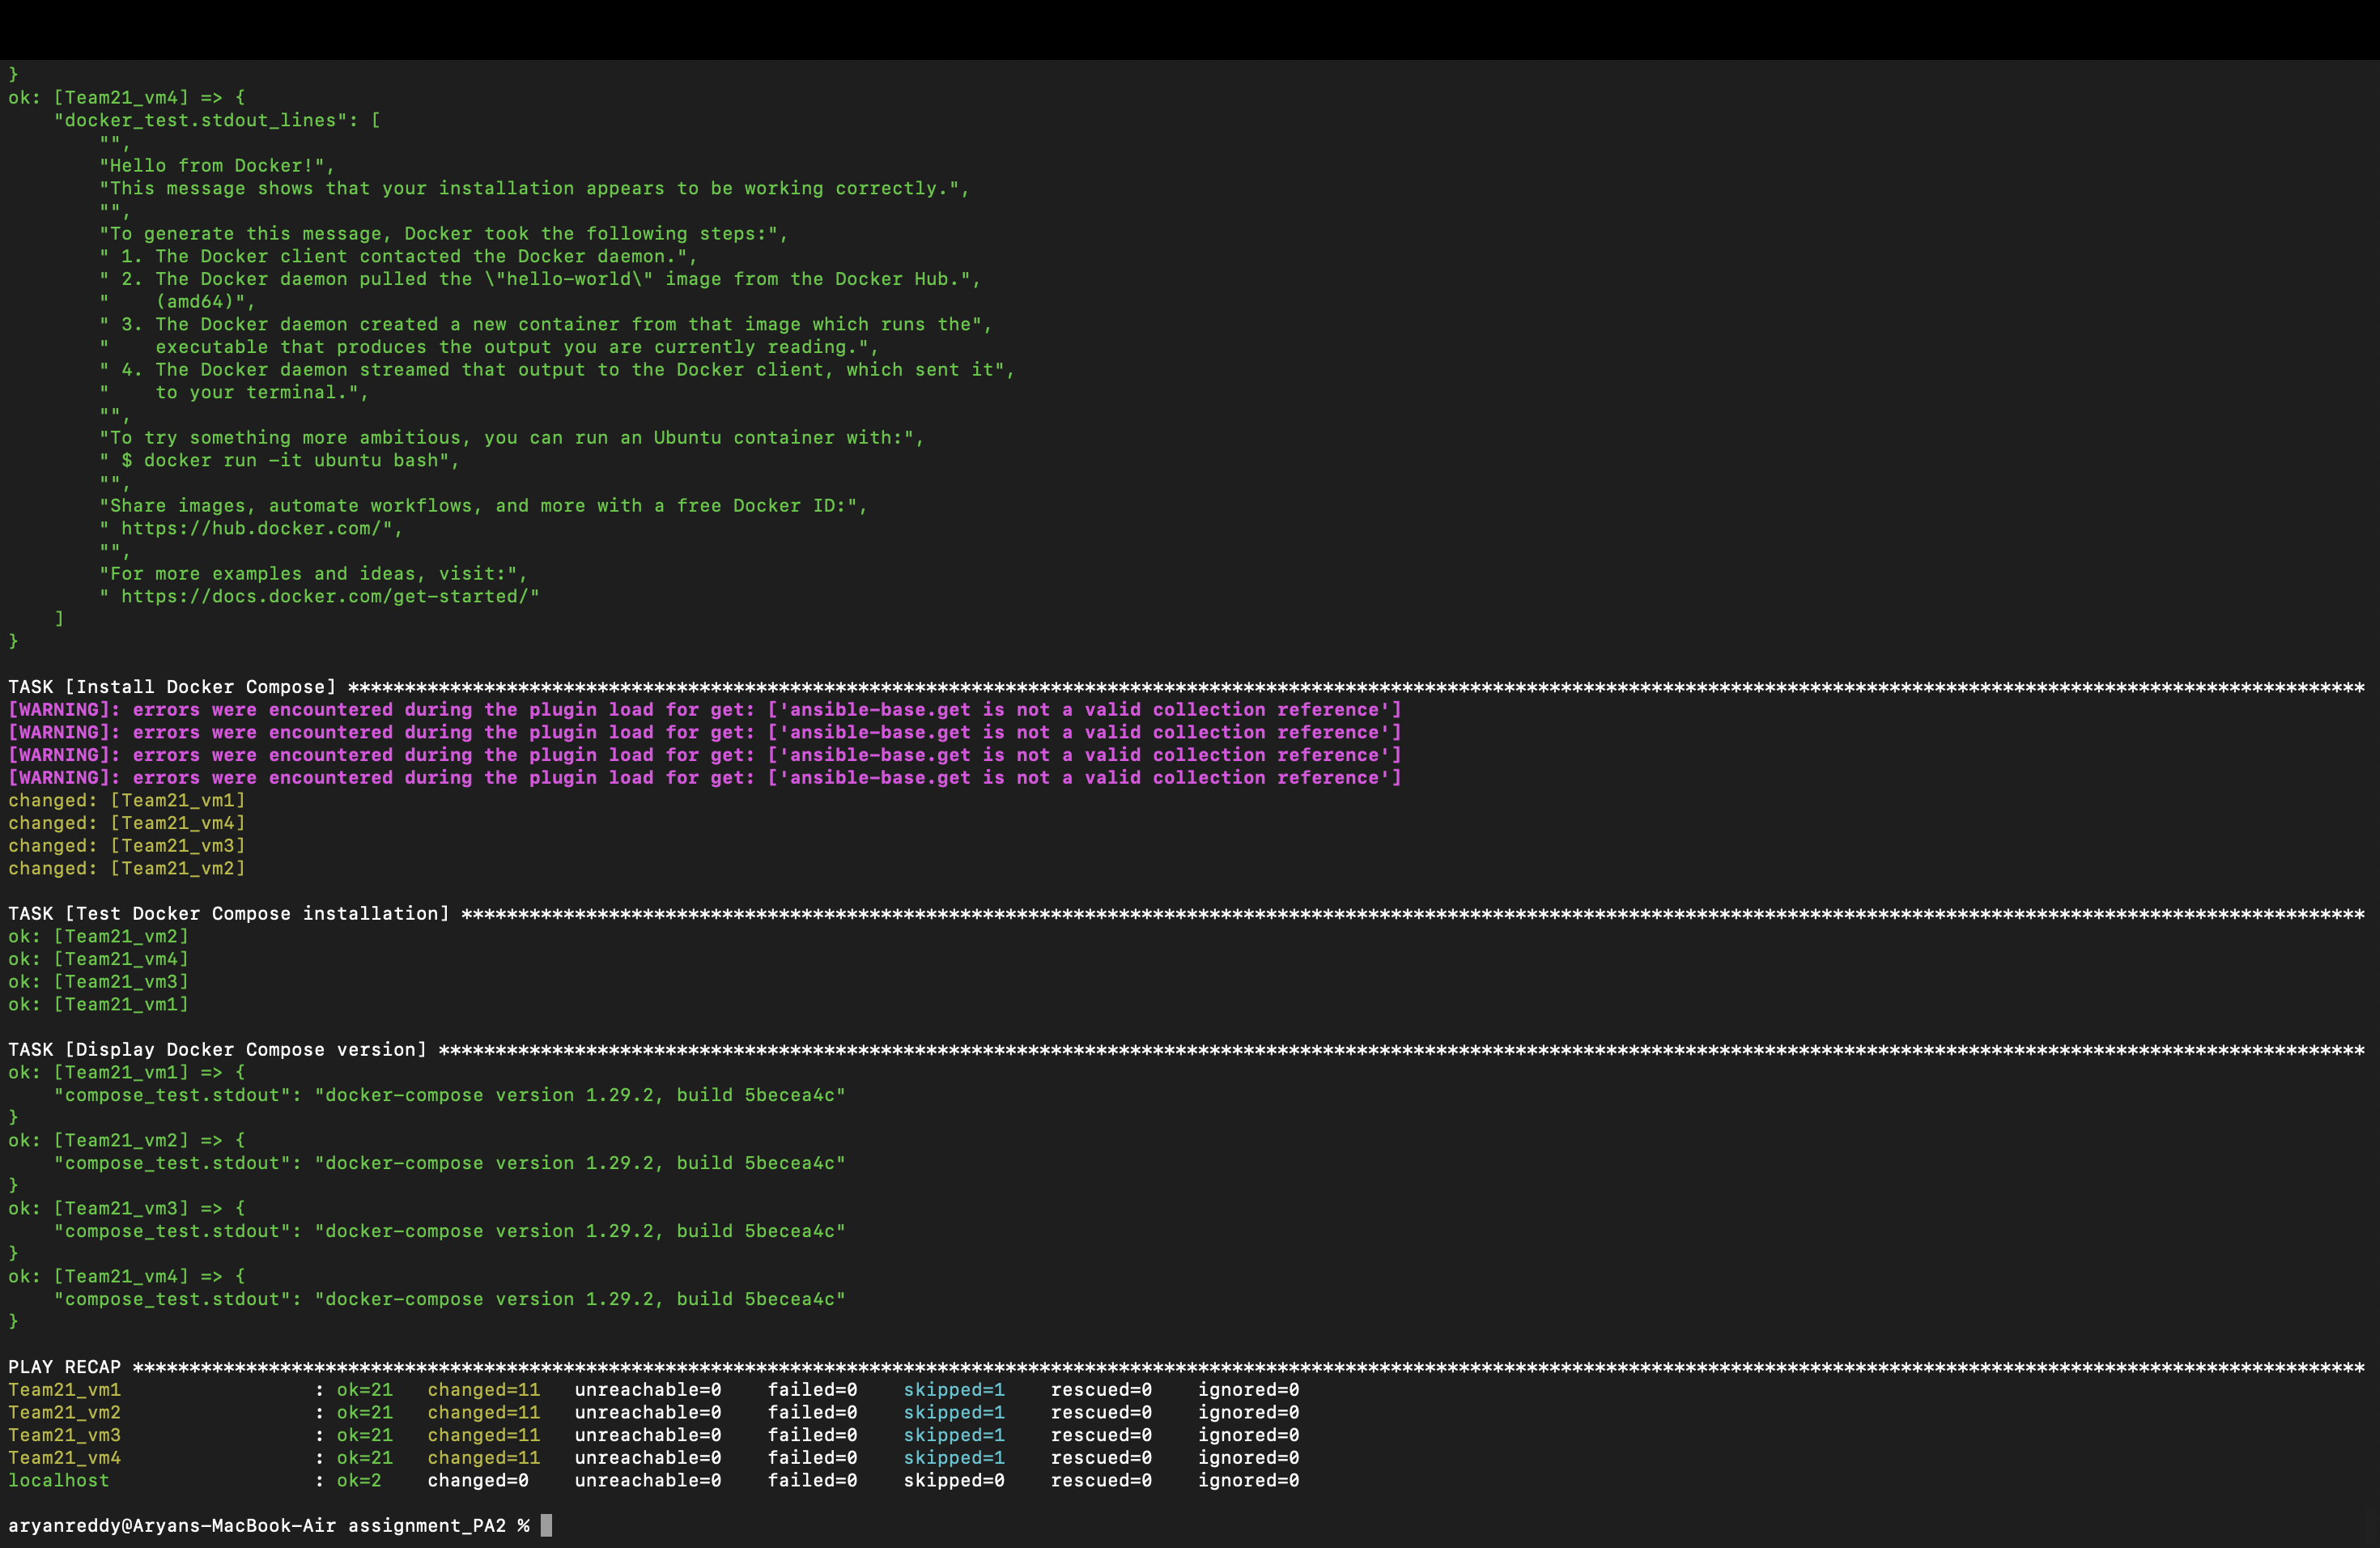 }
ok: [Team21_vm4] => {
    "docker_test.stdout_lines": [
        "",
        "Hello from Docker!",
        "This message shows that your installation appears to be working correctly.",
        "",
        "To generate this message, Docker took the following steps:",
        " 1. The Docker client contacted the Docker daemon.",
        " 2. The Docker daemon pulled the \"hello-world\" image from the Docker Hub.",
        "    (amd64)",
        " 3. The Docker daemon created a new container from that image which runs the",
        "    executable that produces the output you are currently reading.",
        " 4. The Docker daemon streamed that output to the Docker client, which sent it",
        "    to your terminal.",
        "",
        "To try something more ambitious, you can run an Ubuntu container with:",
        " $ docker run -it ubuntu bash",
        "",
        "Share images, automate workflows, and more with a free Docker ID:",
        " https://hub.docker.com/",
        "",
        "For more examples and ideas, visit:",
        " https://docs.docker.com/get-started/"
    ]
}
TASK [Install Docker Compose] **********************************************************************************************************************************************************************************
[WARNING]: errors were encountered during the plugin load for get: ['ansible-base.get is not a valid collection reference']
[WARNING]: errors were encountered during the plugin load for get: ['ansible-base.get is not a valid collection reference']
[WARNING]: errors were encountered during the plugin load for get: ['ansible-base.get is not a valid collection reference']
[WARNING]: errors were encountered during the plugin load for get: ['ansible-base.get is not a valid collection reference']
changed: [Team21_vm1]
changed: [Team21_vm4]
changed: [Team21_vm3]
changed: [Team21_vm2]
TASK [Test Docker Compose installation] ************************************************************************************************************************************************************************
ok: [Team21_vm2]
ok: [Team21_vm4]
ok: [Team21_vm3]
ok: [Team21_vm1]
TASK [Display Docker Compose version] **************************************************************************************************************************************************************************
ok: [Team21_vm1] => {
    "compose_test.stdout": "docker-compose version 1.29.2, build 5becea4c"
}
ok: [Team21_vm2] => {
    "compose_test.stdout": "docker-compose version 1.29.2, build 5becea4c"
}
ok: [Team21_vm3] => {
    "compose_test.stdout": "docker-compose version 1.29.2, build 5becea4c"
}
ok: [Team21_vm4] => {
    "compose_test.stdout": "docker-compose version 1.29.2, build 5becea4c"
}
PLAY RECAP *****************************************************************************************************************************************************************************************************
Team21_vm1                 : ok=21   changed=11   unreachable=0    failed=0    skipped=1    rescued=0    ignored=0
Team21_vm2                 : ok=21   changed=11   unreachable=0    failed=0    skipped=1    rescued=0    ignored=0
Team21_vm3                 : ok=21   changed=11   unreachable=0    failed=0    skipped=1    rescued=0    ignored=0
Team21_vm4                 : ok=21   changed=11   unreachable=0    failed=0    skipped=1    rescued=0    ignored=0
localhost                  : ok=2    changed=0    unreachable=0    failed=0    skipped=0    rescued=0    ignored=0
aryanreddy@Aryans-MacBook-Air assignment_PA2 %